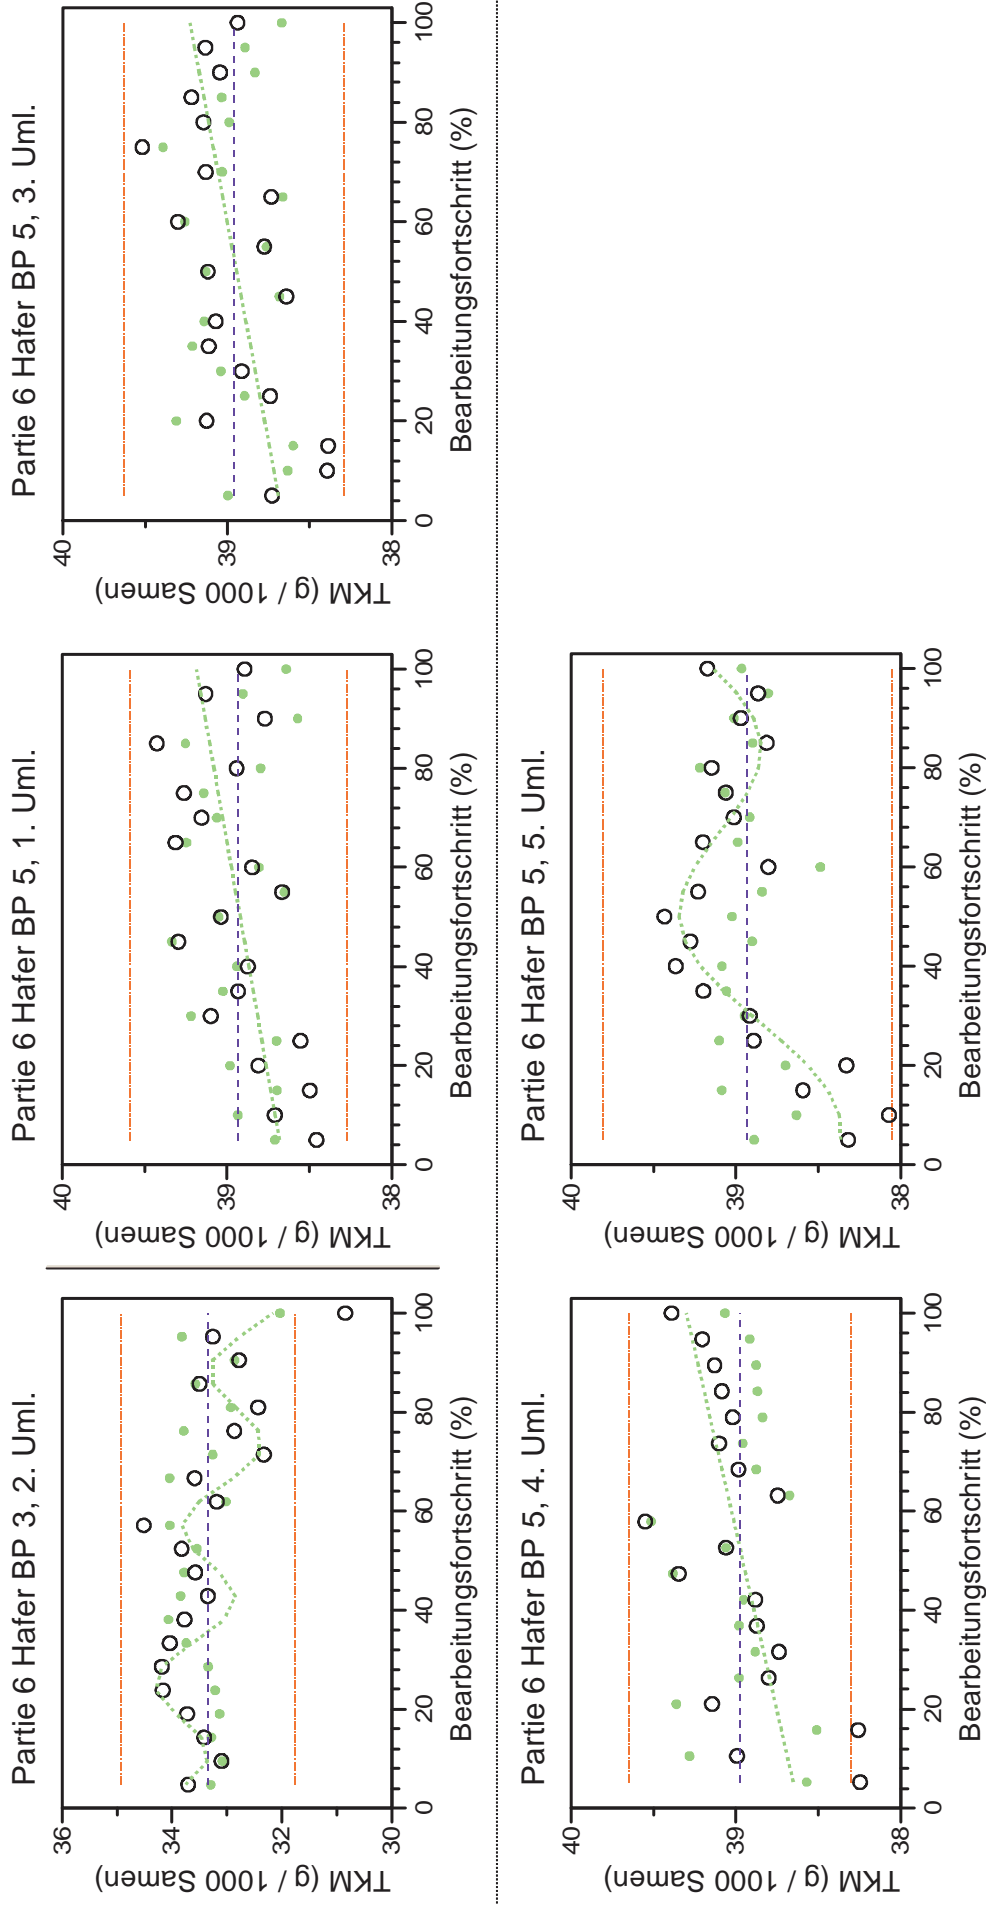 Partie 6 Hafer BP 3, 2. Uml.
TKM (g / 1000 Samen)
36
34
32
30
0 20 40 60 80 100
Bearbeitungsfortschritt (%)
Partie 6 Hafer BP 5, 1. Uml.
TKM (g / 1000 Samen)
40
39
38
0 20 40 60 80 100
Bearbeitungsfortschritt (%)
Partie 6 Hafer BP 5, 3. Uml.
TKM (g / 1000 Samen)
40
39
38
0 20 40 60 80 100
Bearbeitungsfortschritt (%)
Partie 6 Hafer BP 5, 4. Uml.
TKM (g / 1000 Samen)
40
39
38
0 20 40 60 80 100
Bearbeitungsfortschritt (%)
Partie 6 Hafer BP 5, 5. Uml.
TKM (g / 1000 Samen)
40
39
38
0 20 40 60 80 100
Bearbeitungsfortschritt (%)